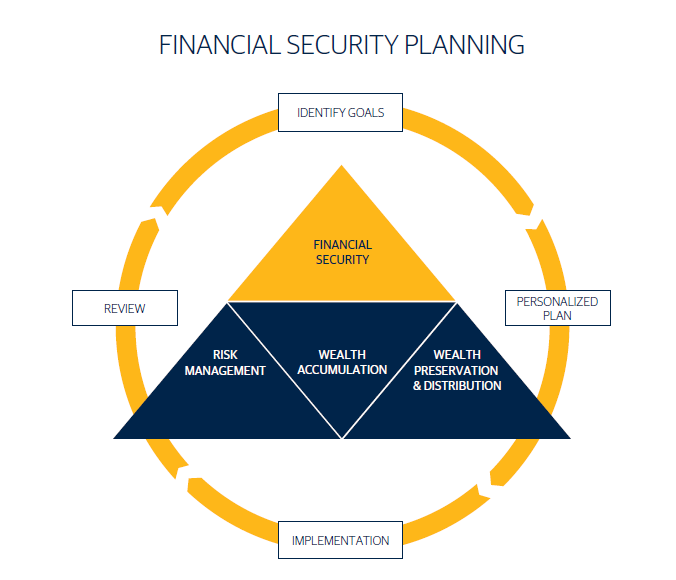 FINANCIAL SECURITY PLANNING
IDENTIFY GOALS
FINANCIAL
SECURITY
REVIEW
PERSONALIZED
PLAN
RISK
MANAGEMENT
WEALTH
ACCUMULATION
WEALTH
PRESERVATION
& DISTRIBUTION
IMPLEMENTATION